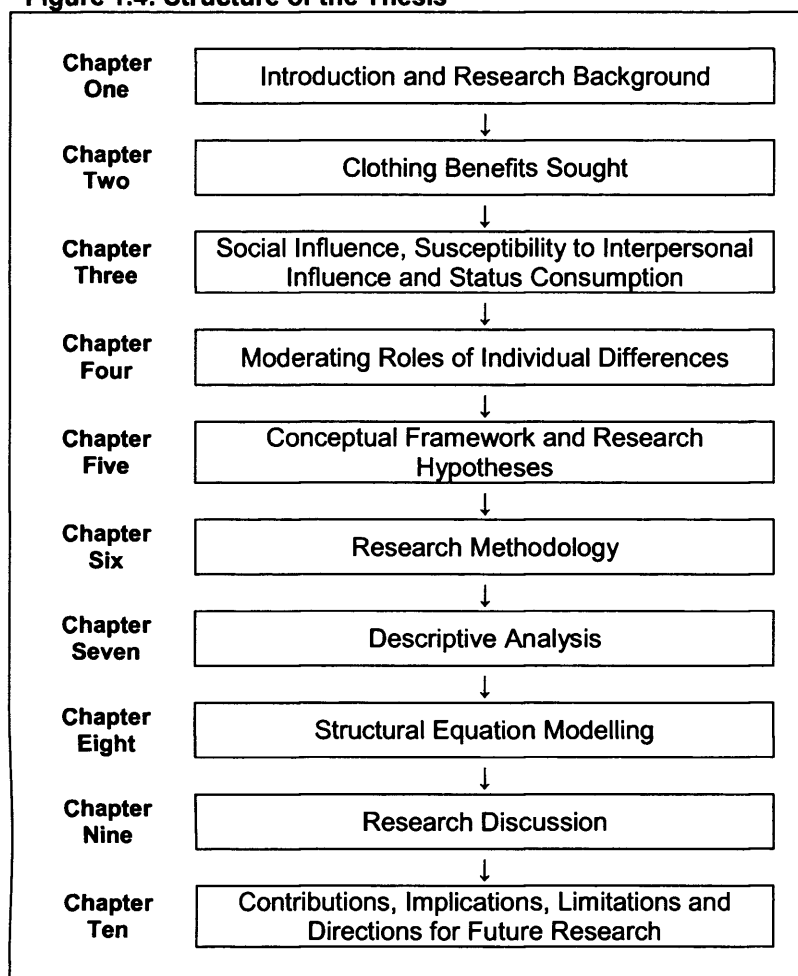 Figure 1.4: Structure of the Thesis
Chapter
One
Introduction and Research Background
↓
Chapter
Two
Clothing Benefits Sought
↓
Chapter
Three
Social Influence, Susceptibility to Interpersonal
Influence and Status Consumption
↓
Chapter
Four
Moderating Roles of Individual Differences
↓
Chapter
Five
Conceptual Framework and Research
Hypotheses
↓
Chapter
Six
Research Methodology
↓
Chapter
Seven
Descriptive Analysis
↓
Chapter
Eight
Structural Equation Modelling
↓
Chapter
Nine
Research Discussion
↓
Chapter
Ten
Contributions, Implications, Limitations and
Directions for Future Research